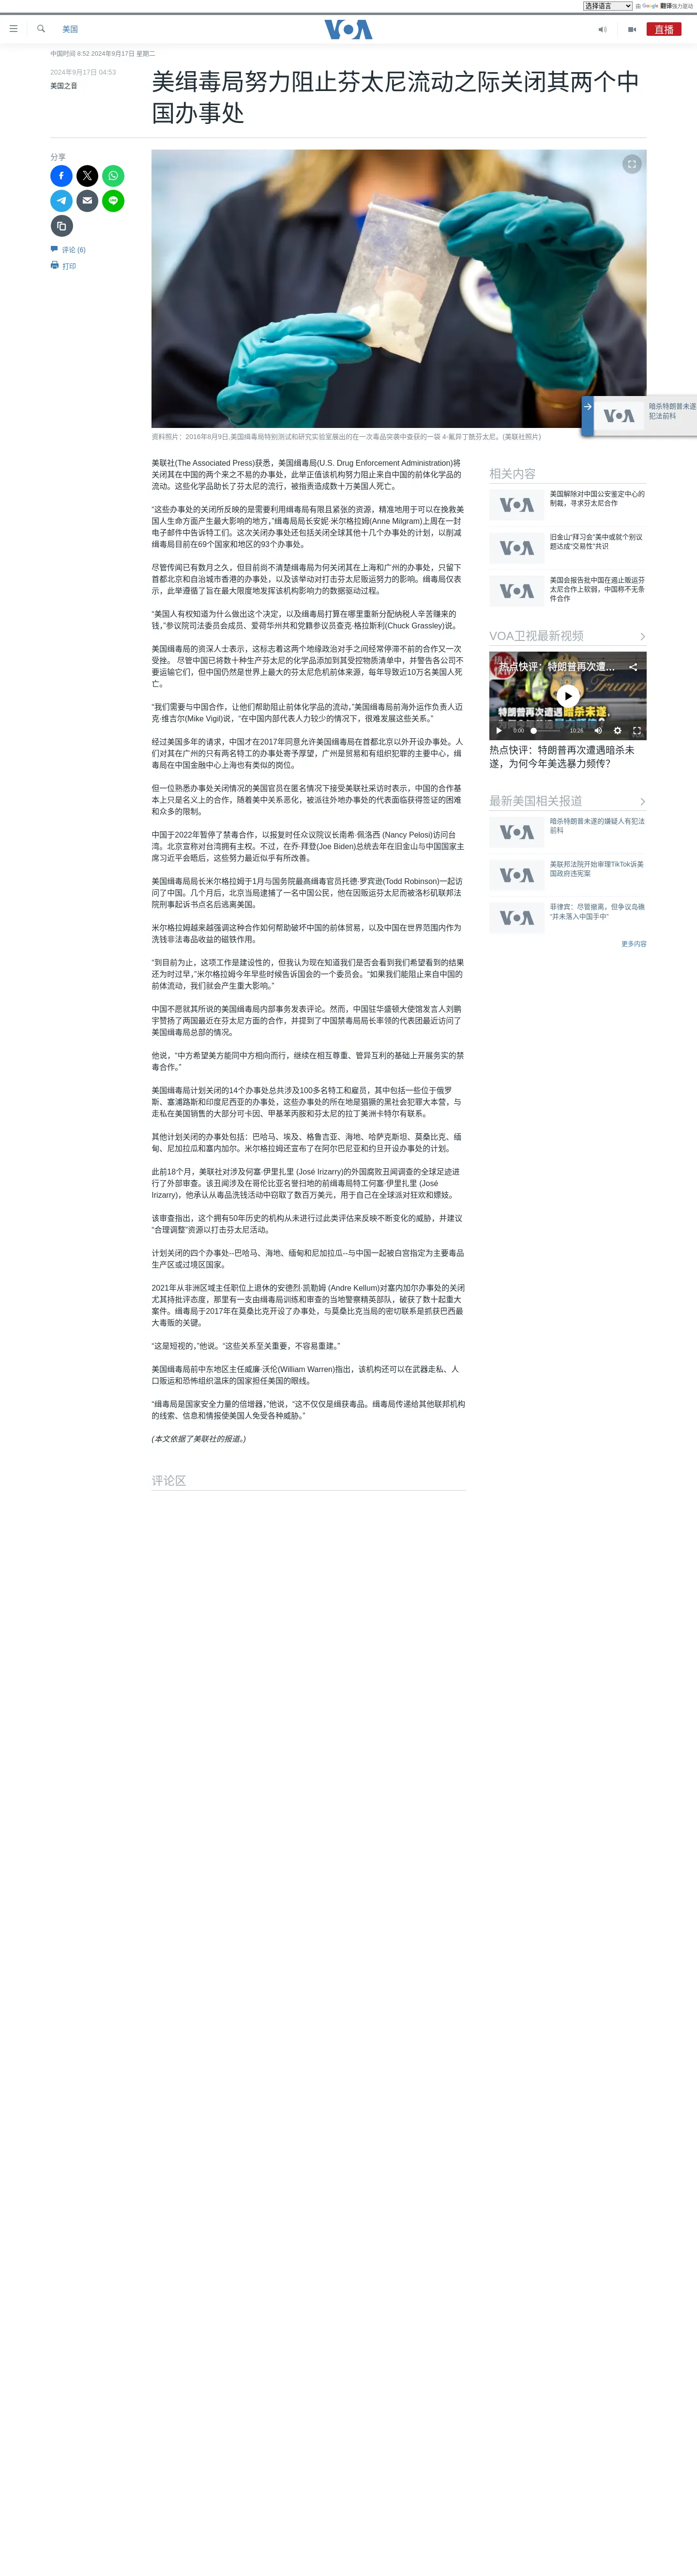 选择语言 由 Google 翻译强力驱动
美国
VOA
直播
中国时间 8:52 2024年9月17日 星期二
2024年9月17日 04:53
美国之音
美缉毒局努力阻止芬太尼流动之际关闭其两个中
国办事处
分享
评论 (6)
打印
资料照片：2016年8月9日,美国缉毒局特别测试和研究实验室展出的在一次毒品突袭中查获的一袋 4-氟异丁酰芬太尼。(美联社照片)
暗杀特朗普未遂
犯法前科
VOA
美联社(The Associated Press)获悉，美国缉毒局(U.S. Drug Enforcement Administration)将
关闭其在中国的两个来之不易的办事处，此举正值该机构努力阻止来自中国的前体化学品的
流动。这些化学品助长了芬太尼的流行，被指责造成数十万美国人死亡。
“这些办事处的关闭所反映的是需要利用缉毒局有限且紧张的资源，精准地用于可以在挽救美
国人生命方面产生最大影响的地方，”缉毒局局长安妮·米尔格拉姆(Anne Milgram)上周在一封
电子邮件中告诉特工们。这次关闭办事处还包括关闭全球其他十几个办事处的计划，以削减
缉毒局目前在69个国家和地区的93个办事处。
尽管传闻已有数月之久，但目前尚不清楚缉毒局为何关闭其在上海和广州的办事处，只留下
首都北京和自治城市香港的办事处，以及该举动对打击芬太尼贩运努力的影响。缉毒局仅表
示，此举遵循了旨在最大限度地发挥该机构影响力的数据驱动过程。
“美国人有权知道为什么做出这个决定，以及缉毒局打算在哪里重新分配纳税人辛苦赚来的
钱，”参议院司法委员会成员、爱荷华州共和党籍参议员查克·格拉斯利(Chuck Grassley)说。
美国缉毒局的资深人士表示，这标志着这两个地缘政治对手之间经常停滞不前的合作又一次
受挫。 尽管中国已将数十种生产芬太尼的化学品添加到其受控物质清单中，并警告各公司不
要运输它们，但中国仍然是世界上最大的芬太尼危机前体来源，每年导致近10万名美国人死
亡。
“我们需要与中国合作，让他们帮助阻止前体化学品的流动，”美国缉毒局前海外运作负责人迈
克·维吉尔(Mike Vigil)说，“在中国内部代表人力较少的情况下，很难发展这些关系。”
经过美国多年的请求，中国才在2017年同意允许美国缉毒局在首都北京以外开设办事处。人
们对其在广州的只有两名特工的办事处寄予厚望，广州是贸易和有组织犯罪的主要中心，缉
毒局在中国金融中心上海也有类似的岗位。
但一位熟悉办事处关闭情况的美国官员在匿名情况下接受美联社采访时表示，中国的合作基
本上只是名义上的合作，随着美中关系恶化，被派往外地办事处的代表面临获得签证的困难
和众多的限制。
中国于2022年暂停了禁毒合作，以报复时任众议院议长南希·佩洛西 (Nancy Pelosi)访问台
湾。北京宣称对台湾拥有主权。不过，在乔·拜登(Joe Biden)总统去年在旧金山与中国国家主
席习近平会晤后，这些努力最近似乎有所改善。
美国缉毒局局长米尔格拉姆于1月与国务院最高缉毒官员托德·罗宾逊(Todd Robinson)一起访
问了中国。几个月后，北京当局逮捕了一名中国公民，他在因贩运芬太尼而被洛杉矶联邦法
院刑事起诉书点名后逃离美国。
米尔格拉姆越来越强调这种合作如何帮助破坏中国的前体贸易，以及中国在世界范围内作为
洗钱非法毒品收益的磁铁作用。
“到目前为止，这项工作是建设性的，但我认为现在知道我们是否会看到我们希望看到的结果
还为时过早，”米尔格拉姆今年早些时候告诉国会的一个委员会。“如果我们能阻止来自中国的
前体流动，我们就会产生重大影响。”
中国不愿就其所说的美国缉毒局内部事务发表评论。然而，中国驻华盛顿大使馆发言人刘鹏
宇赞扬了两国最近在芬太尼方面的合作，并提到了中国禁毒局局长率领的代表团最近访问了
美国缉毒局总部的情况。
他说，“中方希望美方能同中方相向而行，继续在相互尊重、管异互利的基础上开展务实的禁
毒合作。”
美国缉毒局计划关闭的14个办事处总共涉及100多名特工和雇员，其中包括一些位于俄罗
斯、塞浦路斯和印度尼西亚的办事处，这些办事处的所在地是猖獗的黑社会犯罪大本营，与
走私在美国销售的大部分可卡因、甲基苯丙胺和芬太尼的拉丁美洲卡特尔有联系。
其他计划关闭的办事处包括：巴哈马、埃及、格鲁吉亚、海地、哈萨克斯坦、莫桑比克、缅
甸、尼加拉瓜和塞内加尔。米尔格拉姆还宣布了在阿尔巴尼亚和约旦开设办事处的计划。
此前18个月，美联社对涉及何塞·伊里扎里 (José Irizarry)的外国腐败丑闻调查的全球足迹进
行了外部审查。该丑闻涉及在哥伦比亚名誉扫地的前缉毒局特工何塞·伊里扎里 (José
Irizarry)，他承认从毒品洗钱活动中窃取了数百万美元，用于自己在全球派对狂欢和嫖妓。
该审查指出，这个拥有50年历史的机构从未进行过此类评估来反映不断变化的威胁，并建议
“合理调整”资源以打击芬太尼活动。
计划关闭的四个办事处--巴哈马、海地、缅甸和尼加拉瓜--与中国一起被白宫指定为主要毒品
生产区或过境区国家。
2021年从非洲区域主任职位上退休的安德烈·凯勒姆 (Andre Kellum)对塞内加尔办事处的关闭
尤其持批评态度，那里有一支由缉毒局训练和审查的当地警察精英部队，破获了数十起重大
案件。缉毒局于2017年在莫桑比克开设了办事处，与莫桑比克当局的密切联系是抓获巴西最
大毒贩的关键。
“这是短视的，”他说。“这些关系至关重要，不容易重建。”
美国缉毒局前中东地区主任威廉·沃伦(William Warren)指出，该机构还可以在武器走私、人
口贩运和恐怖组织温床的国家担任美国的眼线。
“缉毒局是国家安全力量的倍增器，”他说，“这不仅仅是缉获毒品。缉毒局传递给其他联邦机构
的线索、信息和情报使美国人免受各种威胁。”
(本文依据了美联社的报道。)
评论区
相关内容
VOA
美国解除对中国公安鉴定中心的
制裁，寻求芬太尼合作
VOA
旧金山“拜习会”美中或就个别议
题达成“交易性”共识
VOA
美国会报告批中国在遏止贩运芬
太尼合作上软弱，中国称不无条
件合作
VOA卫视最新视频
热点快评：特朗普再次遭...
Trump
特朗普再次遭遇暗杀未遂，
0:00 10:26
热点快评：特朗普再次遭遇暗杀未
遂，为何今年美选暴力频传？
最新美国相关报道
VOA
暗杀特朗普未遂的嫌疑人有犯法
前科
VOA
美联邦法院开始审理TikTok诉美
国政府违宪案
VOA
菲律宾：尽管撤离，但争议岛礁
“并未落入中国手中”
更多内容